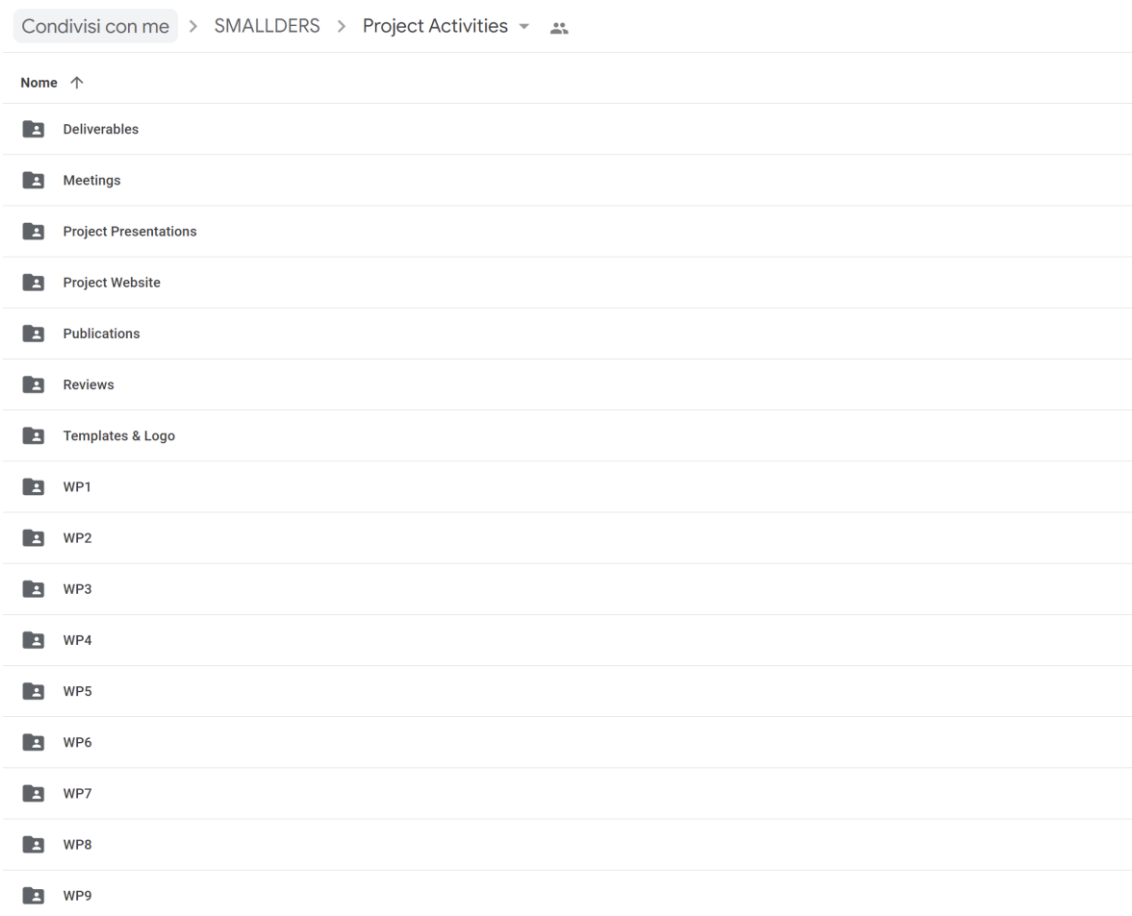 Condivisi con me > SMALLDERS > Project Activities
Nome ↑
Deliverables
Meetings
Project Presentations
Project Website
Publications
Reviews
Templates & Logo
WP1
WP2
WP3
WP4
WP5
WP6
WP7
WP8
WP9